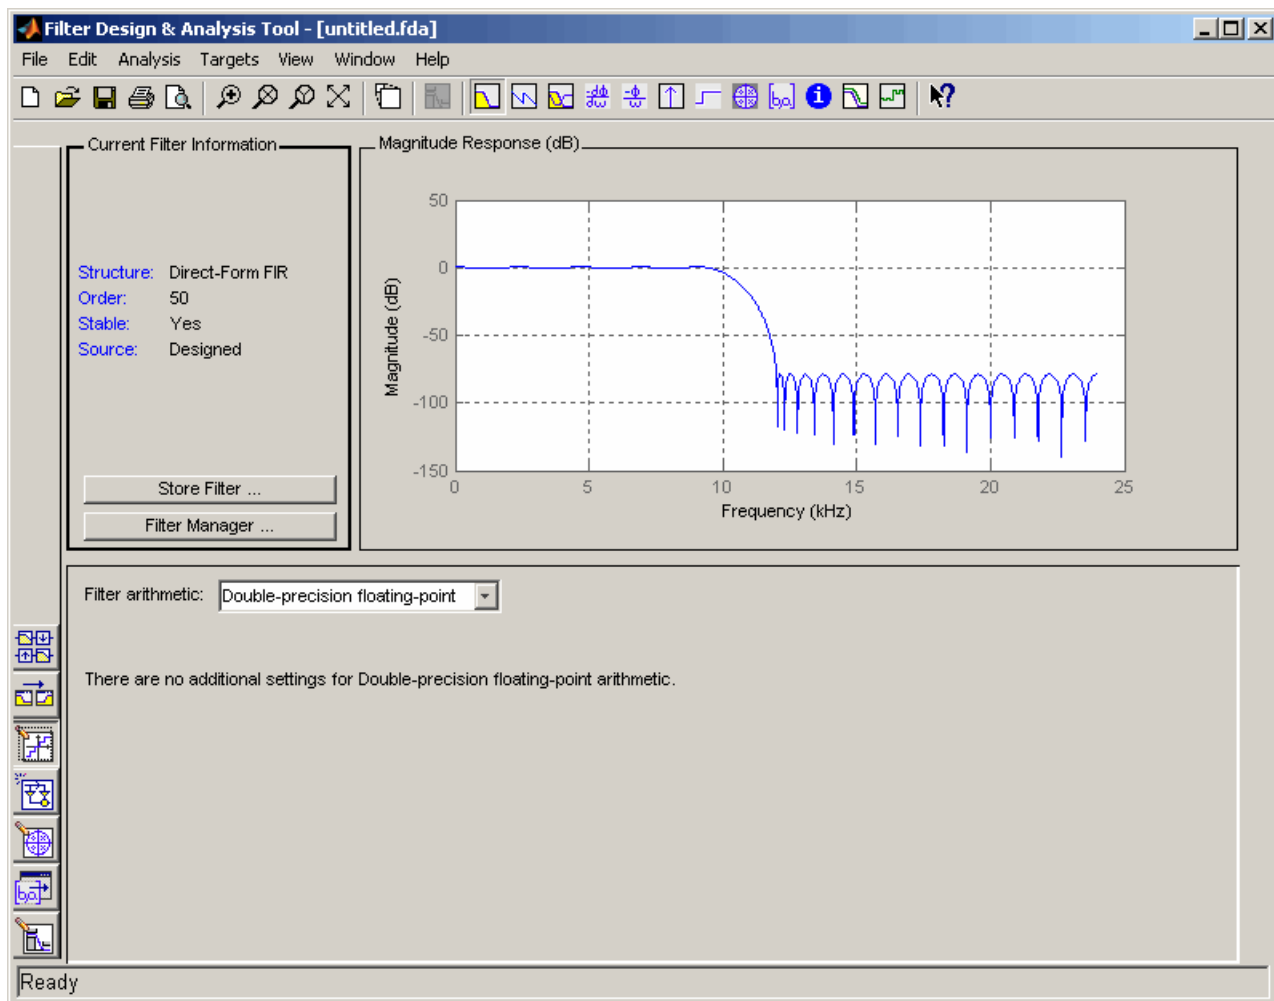 Filter Design & Analysis Tool - [untitled.fda]
File Edit Analysis Targets View Window Help
Current Filter Information
Structure: Direct-Form FIR
Order: 50
Stable: Yes
Source: Designed
Store Filter ...
Filter Manager ...
Magnitude Response (dB)
Magnitude (dB)
50
0
-50
-100
-150
0 5 10 15 20 25
Frequency (kHz)
Filter arithmetic: Double-precision floating-point
There are no additional settings for Double-precision floating-point arithmetic.
Ready